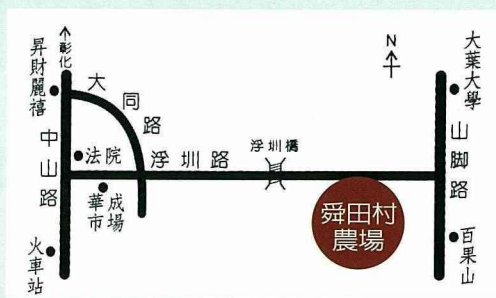 彰化
N
昇財麗禧
大同路
大葉大學
中山路
法院
浮圳路
浮圳橋
山脚路
華成市場
舜田村
農場
火車站
百果山